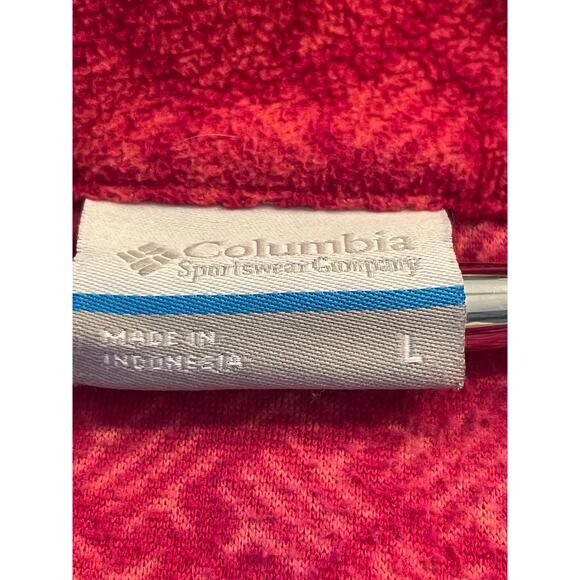 Columbia
Sportswear Company
MADE IN
INDONESIA
L